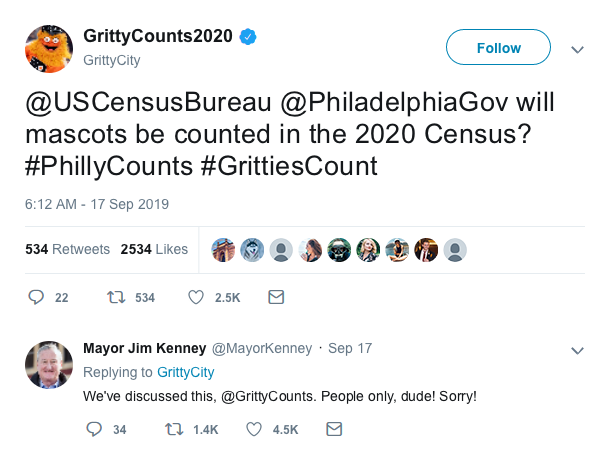 GrittyCounts2020
GrittyCity
Follow
@USCensusBureau @PhiladelphiaGov will
mascots be counted in the 2020 Census?
#PhillyCounts #GrittiesCount
6:12 AM - 17 Sep 2019
534 Retweets 2534 Likes
22 534 2.5K
Mayor Jim Kenney @MayorKenney · Sep 17
Replying to GrittyCity
We've discussed this, @GrittyCounts. People only, dude! Sorry!
34 1.4K 4.5K